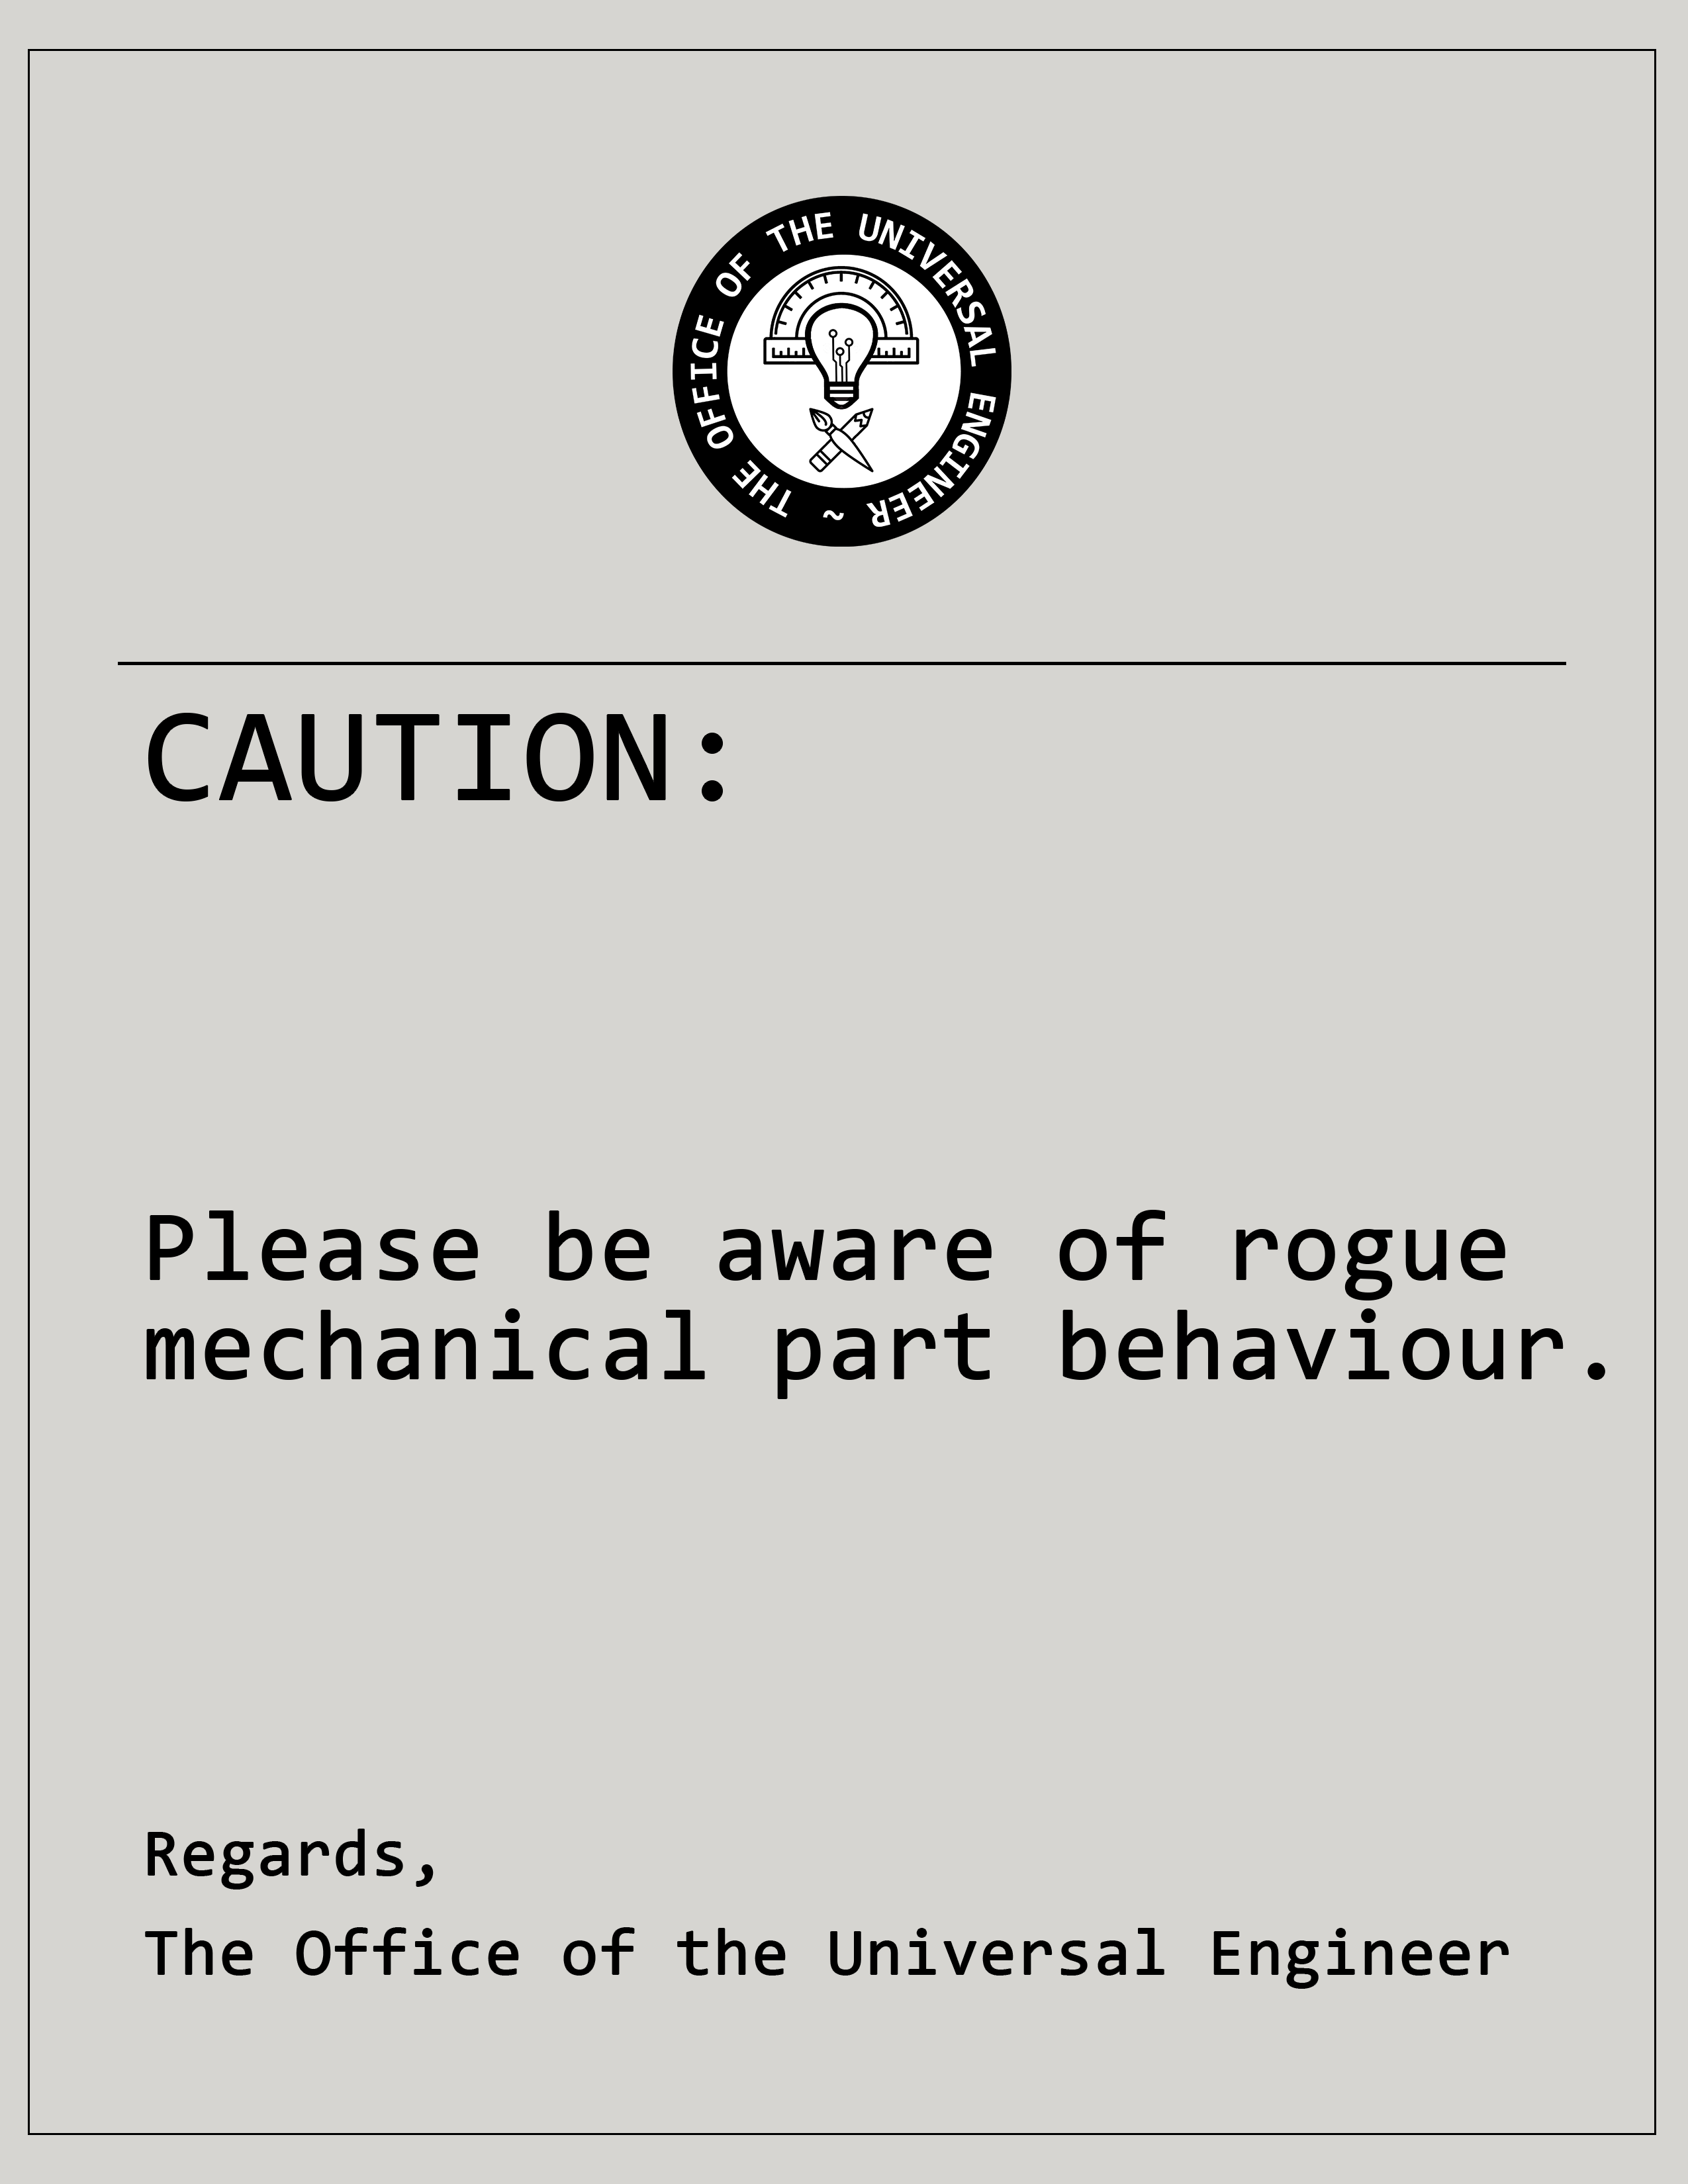 THE OFFICE OF THE UNIVERSAL ENGINEER ~
CAUTION:
Please be aware of rogue
mechanical part behaviour.
Regards,
The Office of the Universal Engineer